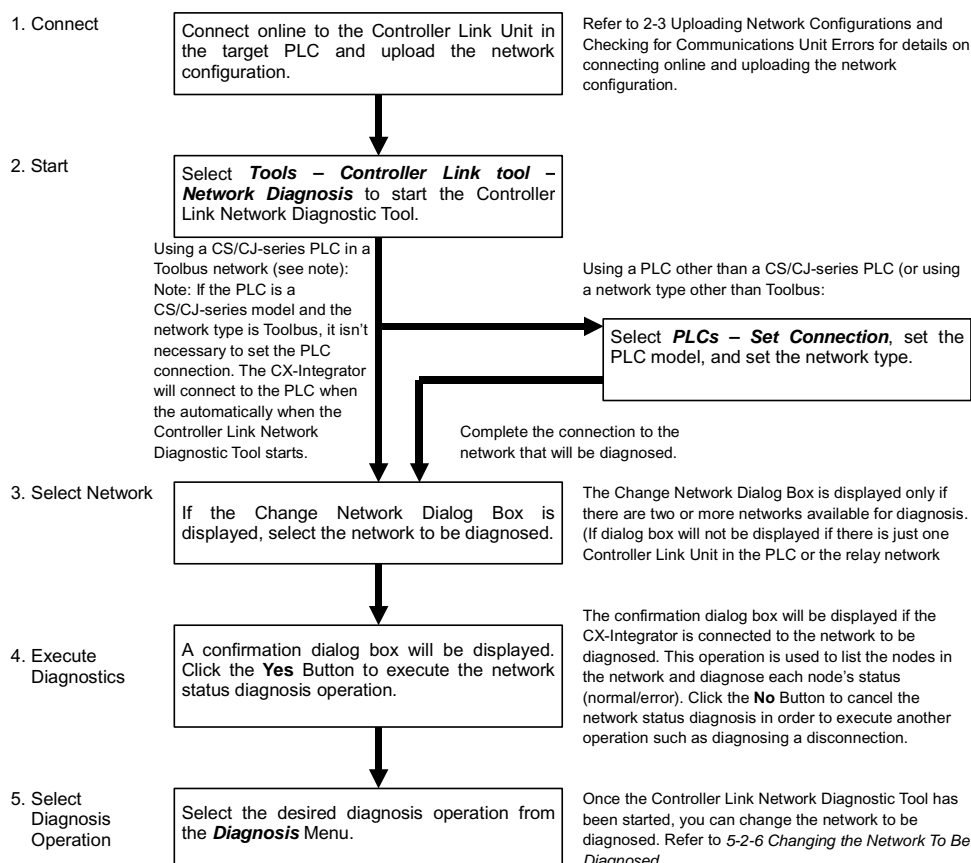 1. Connect
Connect online to the Controller Link Unit in
the target PLC and upload the network
configuration.
Refer to 2-3 Uploading Network Configurations and
Checking for Communications Unit Errors for details on
connecting online and uploading the network
configuration.
2. Start
Select Tools – Controller Link tool –
Network Diagnosis to start the Controller
Link Network Diagnostic Tool.
Using a CS/CJ-series PLC in a
Toolbus network (see note):
Note: If the PLC is a
CS/CJ-series model and the
network type is Toolbus, it isn't
necessary to set the PLC
connection. The CX-Integrator
will connect to the PLC when
the automatically when the
Controller Link Network
Diagnostic Tool starts.
Using a PLC other than a CS/CJ-series PLC (or using
a network type other than Toolbus:
Select PLCs – Set Connection, set the
PLC model, and set the network type.
Complete the connection to the
network that will be diagnosed.
3. Select Network
If the Change Network Dialog Box is
displayed, select the network to be diagnosed.
The Change Network Dialog Box is displayed only if
there are two or more networks available for diagnosis.
(If dialog box will not be displayed if there is just one
Controller Link Unit in the PLC or the relay network
4. Execute
Diagnostics
A confirmation dialog box will be displayed.
Click the Yes Button to execute the network
status diagnosis operation.
The confirmation dialog box will be displayed if the
CX-Integrator is connected to the network to be
diagnosed. This operation is used to list the nodes in
the network and diagnose each node's status
(normal/error). Click the No Button to cancel the
network status diagnosis in order to execute another
operation such as diagnosing a disconnection.
5. Select
Diagnosis
Operation
Select the desired diagnosis operation from
the Diagnosis Menu.
Once the Controller Link Network Diagnostic Tool has
been started, you can change the network to be
diagnosed. Refer to 5-2-6 Changing the Network To Be
Diagnosed